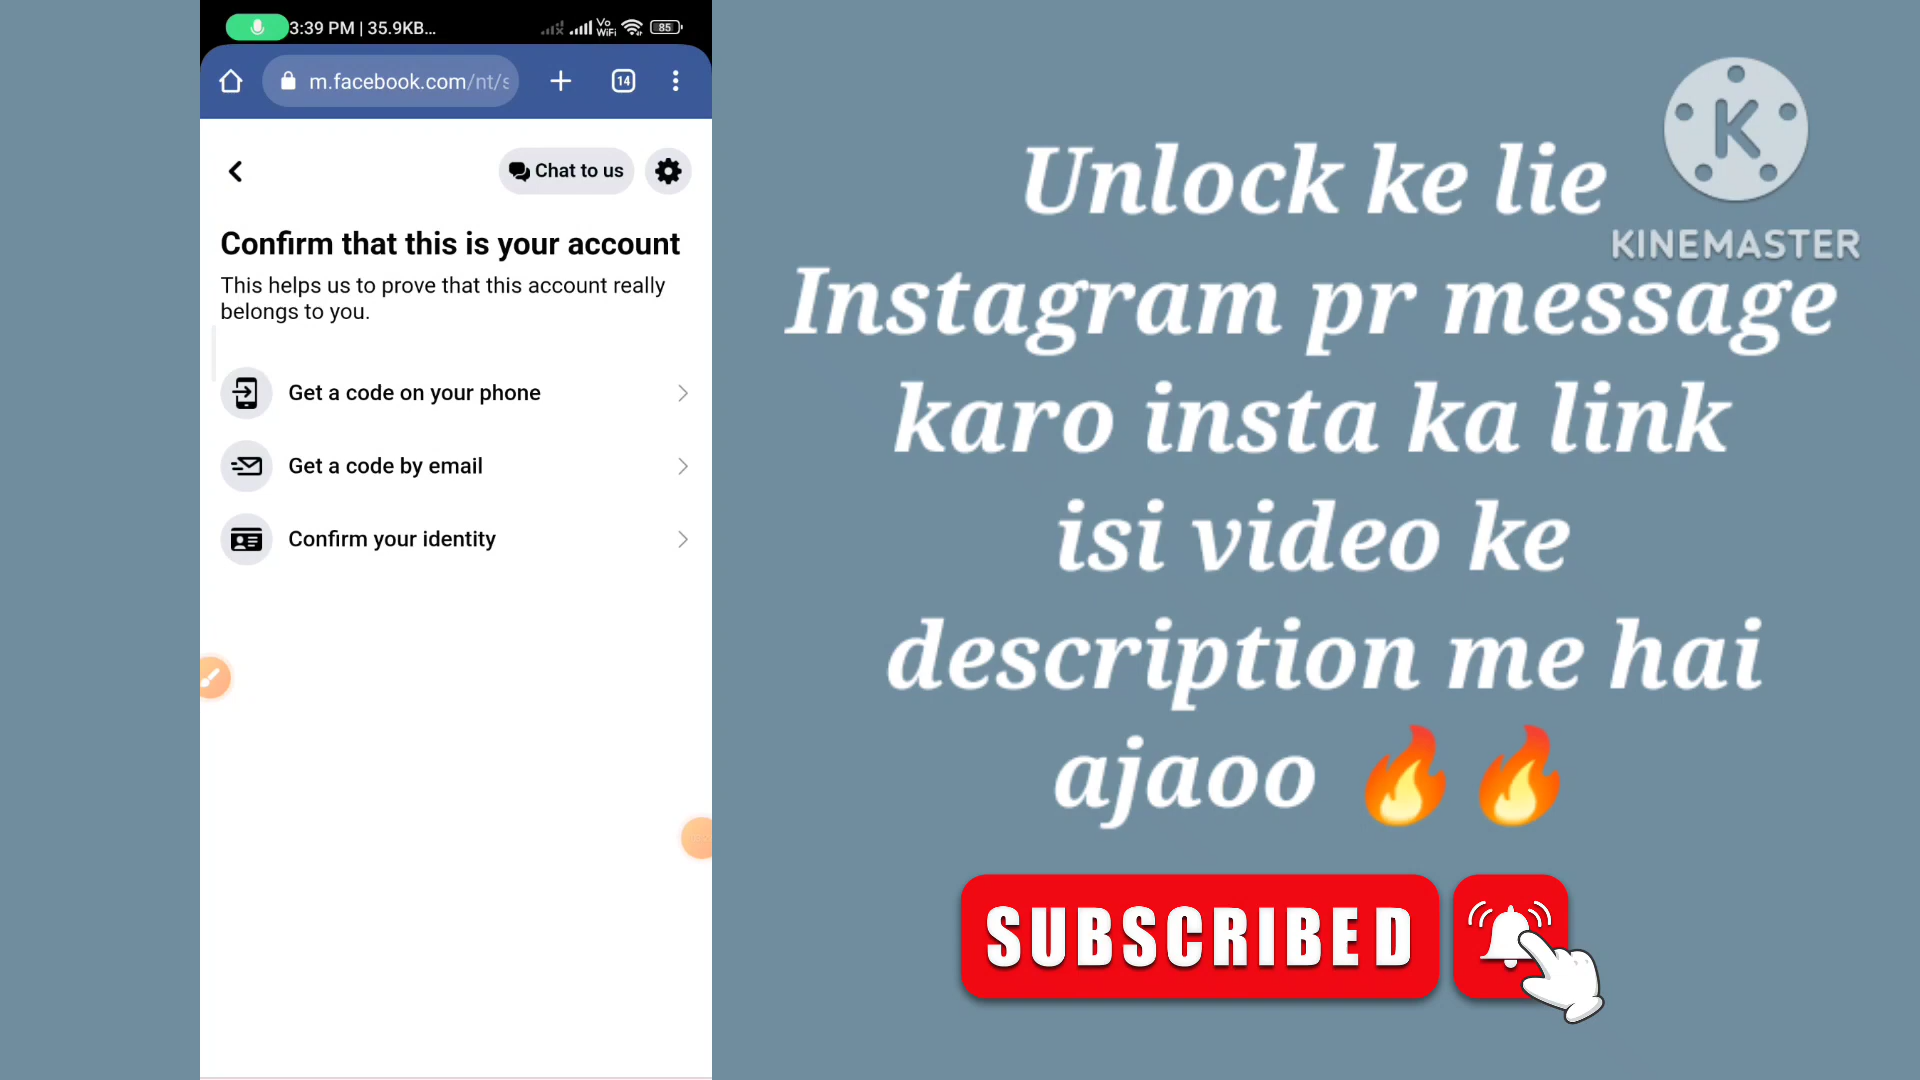 3:39 PM | 35.9KB...
Vo
WiFi
85
m.facebook.com/nt/s
14
Chat to us
Confirm that this is your account
This helps us to prove that this account really
belongs to you.
Get a code on your phone
Get a code by email
Confirm your identity
K
KINEMASTER
Unlock ke lie
Instagram pr message
karo insta ka link
isi video ke
description me hai
ajaoo 🔥🔥
SUBSCRIBED